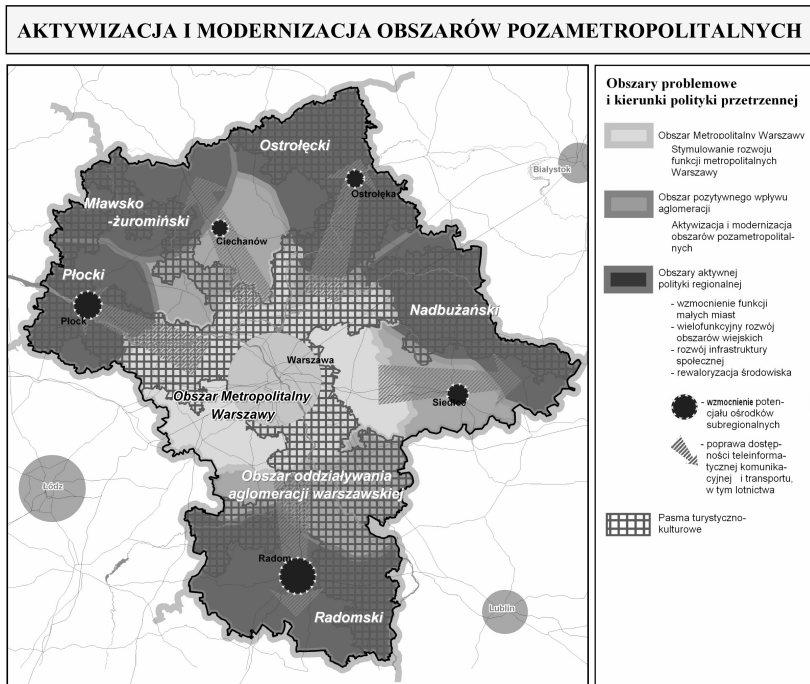 AKTYWIZACJA I MODERNIZACJA OBSZARÓW POZAMETROPOLITALNYCH
Ostrołęcki
Białystok
Ostrołęka
Mławsko
-żuromiński
Ciechanów
Płocki
Nadbużański
Płock
Warszawa
Obszar Metropolitalny
Warszawy
Siedlce
Obszar oddziaływania
aglomeracji warszawskiej
Łódź
Radom
Radomski
Lublin
Obszary problemowe
i kierunki polityki przetrzennej
Obszar Metropolitalny Warszawy
Stymulowanie rozwoju
funkcji metropolitalnych
Warszawy
Obszar pozytywnego wpływu
aglomeracji
Aktywizacja i modernizacja
obszarów pozametropolital-
nych
Obszary aktywnej
polityki regionalnej
- wzmocnienie funkcji
małych miast
- wielofunkcyjny rozwój
obszarów wiejskich
- rozwój infrastruktury
społecznej
- rewaloryzacja środowiska
- wzmocnienie poten-
cjału ośrodków
subregionalnych
- poprawa dostęp-
ności teleinforma-
tycznej komunika-
cyjnej i transportu,
w tym lotnictwa
Pasma turystyczno-
kulturowe